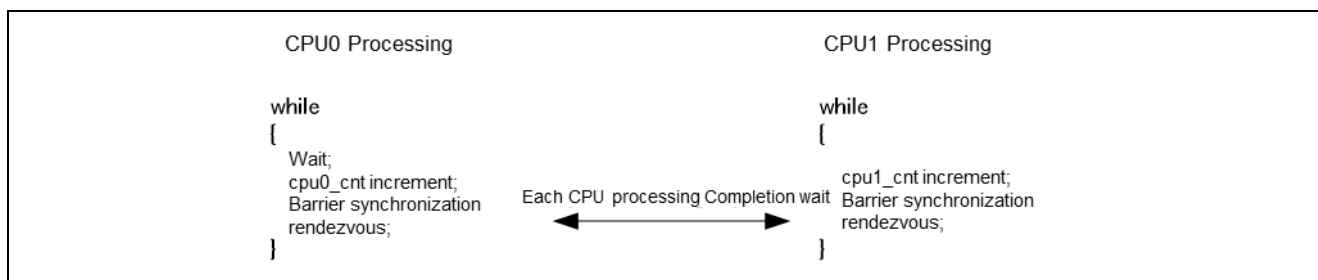 CPU0 Processing
while
{
Wait;
cpu0_cnt increment;
Barrier synchronization
rendezvous;
}
Each CPU processing Completion wait
CPU1 Processing
while
{
cpu1_cnt increment;
Barrier synchronization
rendezvous;
}